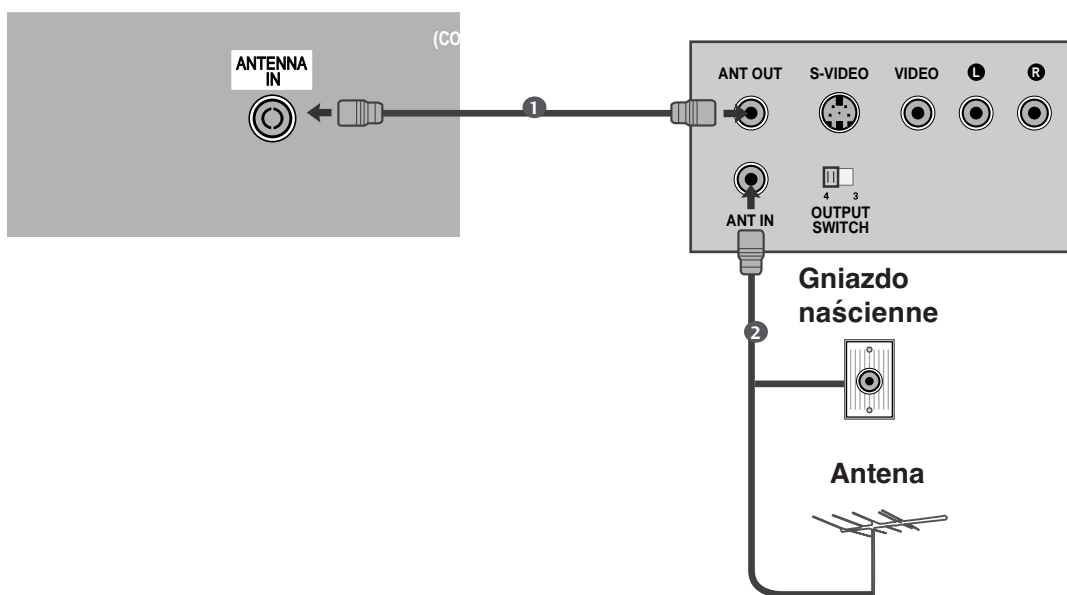 (CO
ANTENNA
IN
1
ANT OUT S-VIDEO VIDEO L R
4 3
ANT IN
OUTPUT
SWITCH
Gniazdo
naścienne
2
Antena